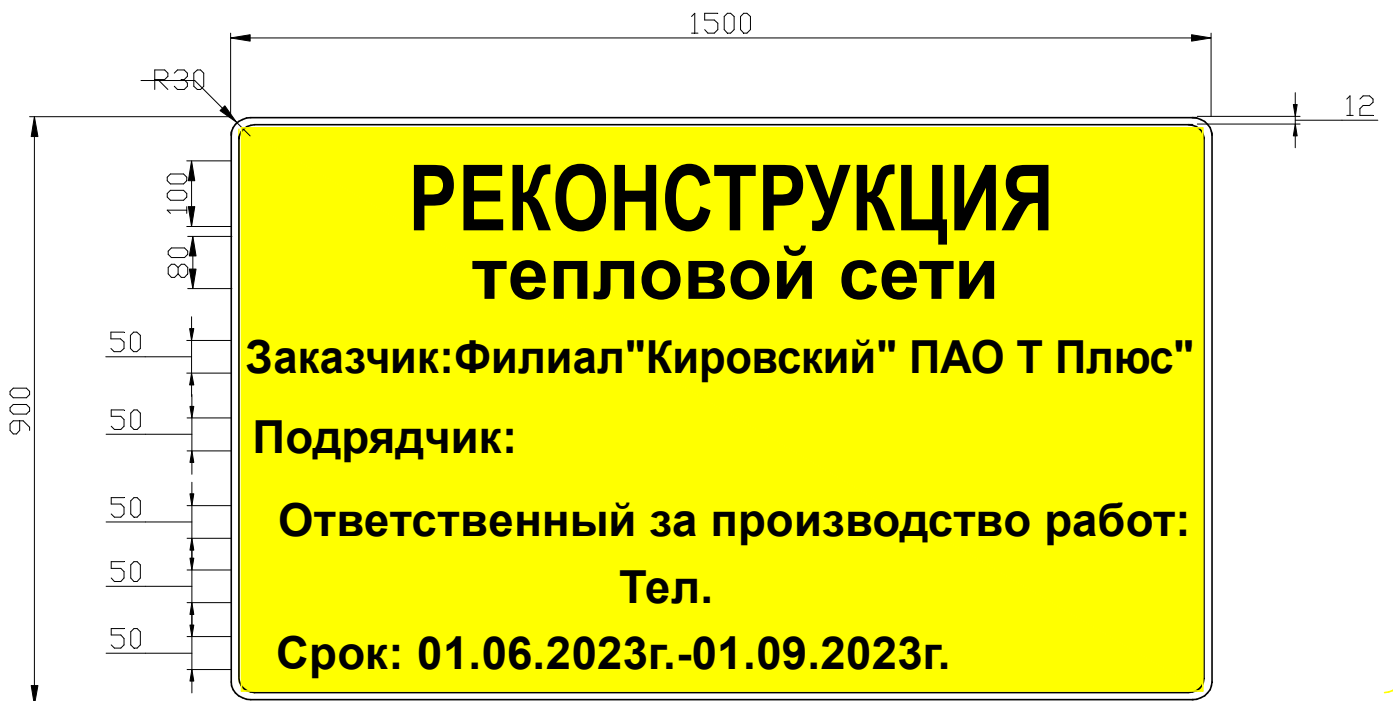 1500
R30
12
РЕКОНСТРУКЦИЯ
100
тепловой сети
80
Заказчик:Филиал"Кировский" ПАО Т Плюс"
50
900
Подрядчик:
50
Ответственный за производство работ:
50
Тел.
50
Срок: 01.06.2023г.-01.09.2023г.
50